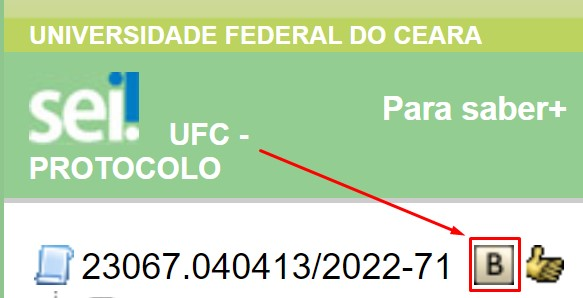 UNIVERSIDADE FEDERAL DO CEARA
sei!
UFC -
PROTOCOLO
Para saber+
23067.040413/2022-71 B